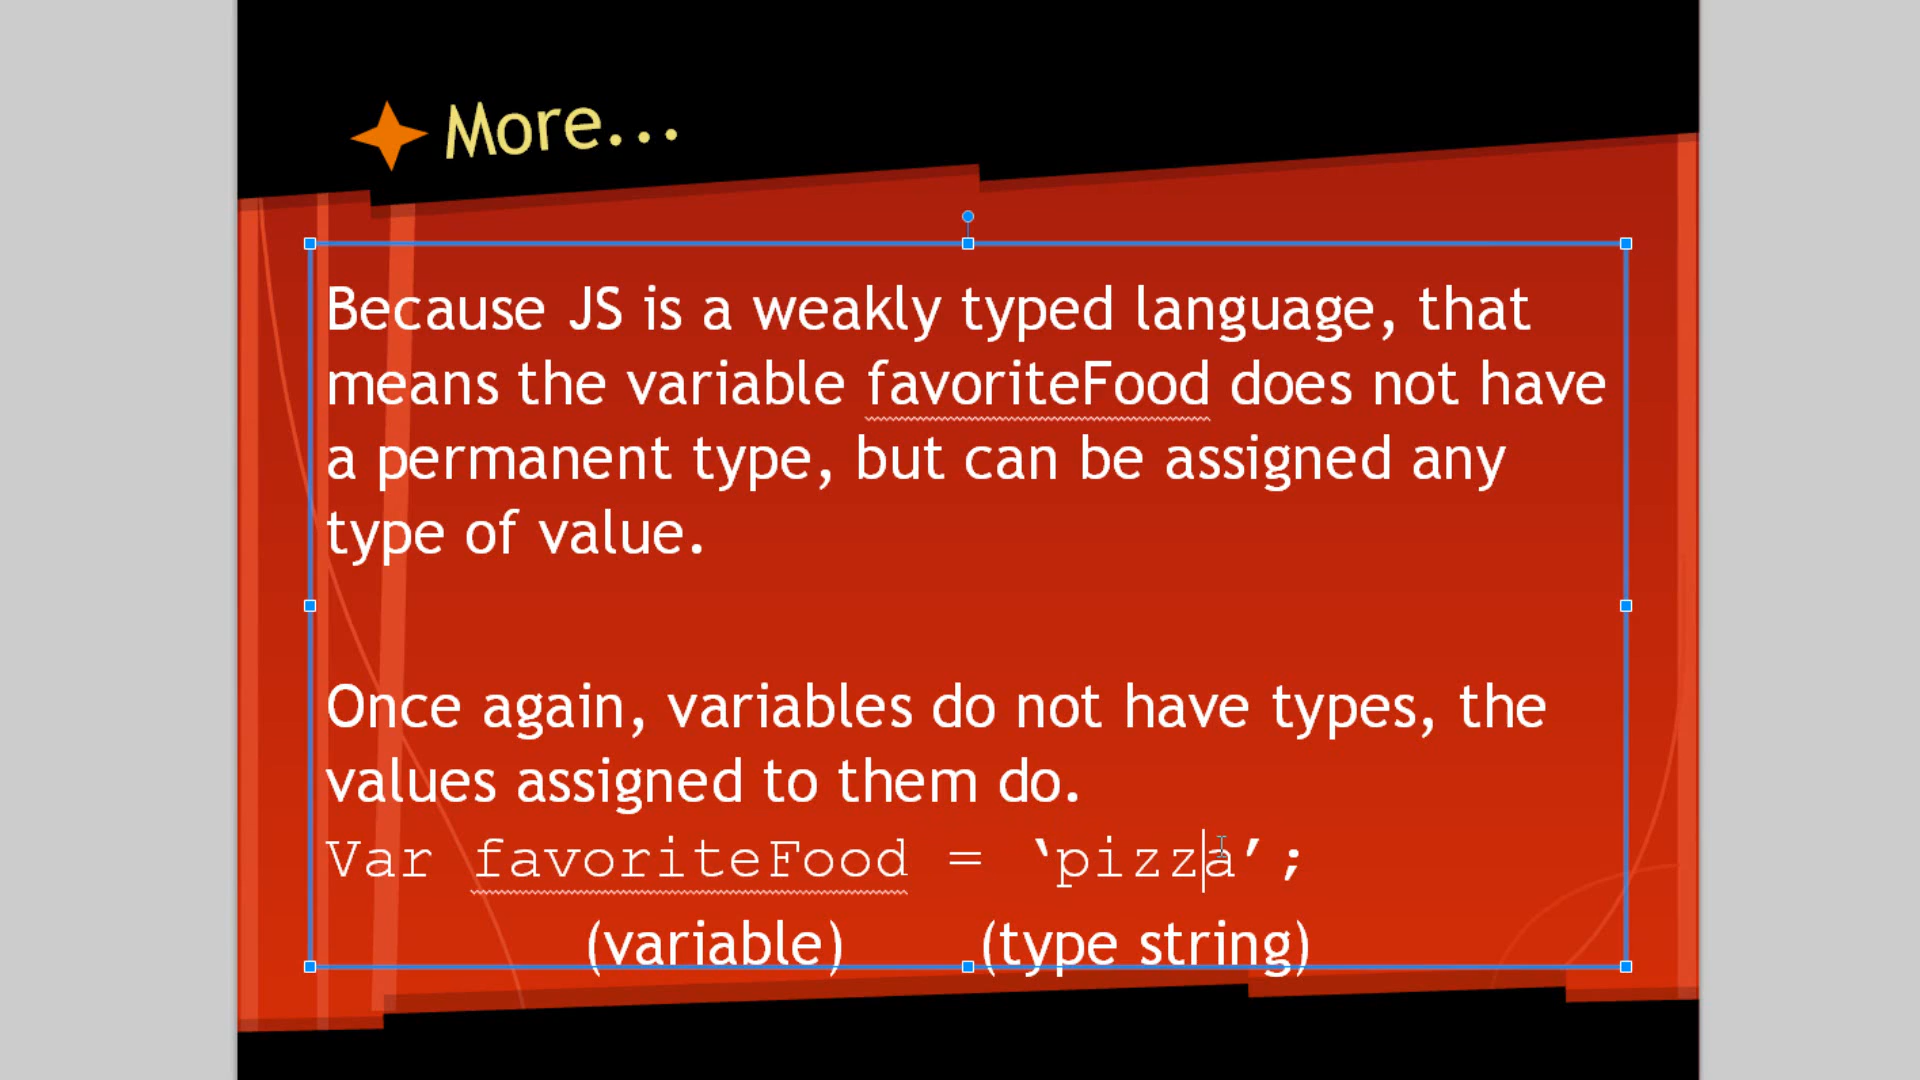 More...
Because JS is a weakly typed language, that
means the variable favoriteFood does not have
a permanent type, but can be assigned any
type of value.
Once again, variables do not have types, the
values assigned to them do.
Var favoriteFood = ‘pizza’;
(variable) (type string)